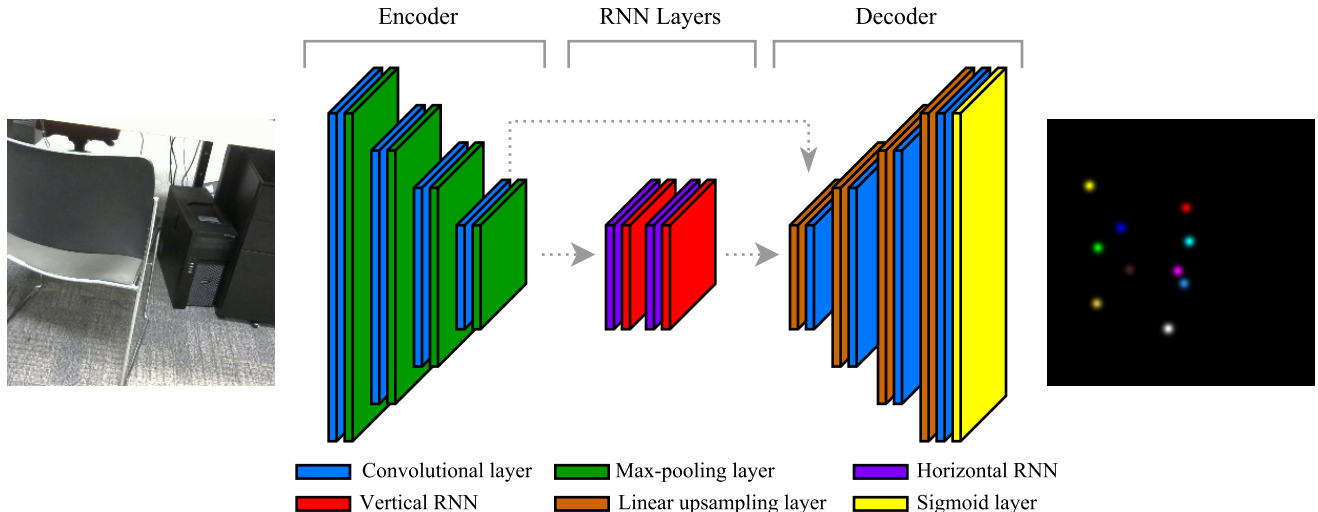 Encoder RNN Layers Decoder
Convolutional layer Max-pooling layer Horizontal RNN
Vertical RNN Linear upsampling layer Sigmoid layer